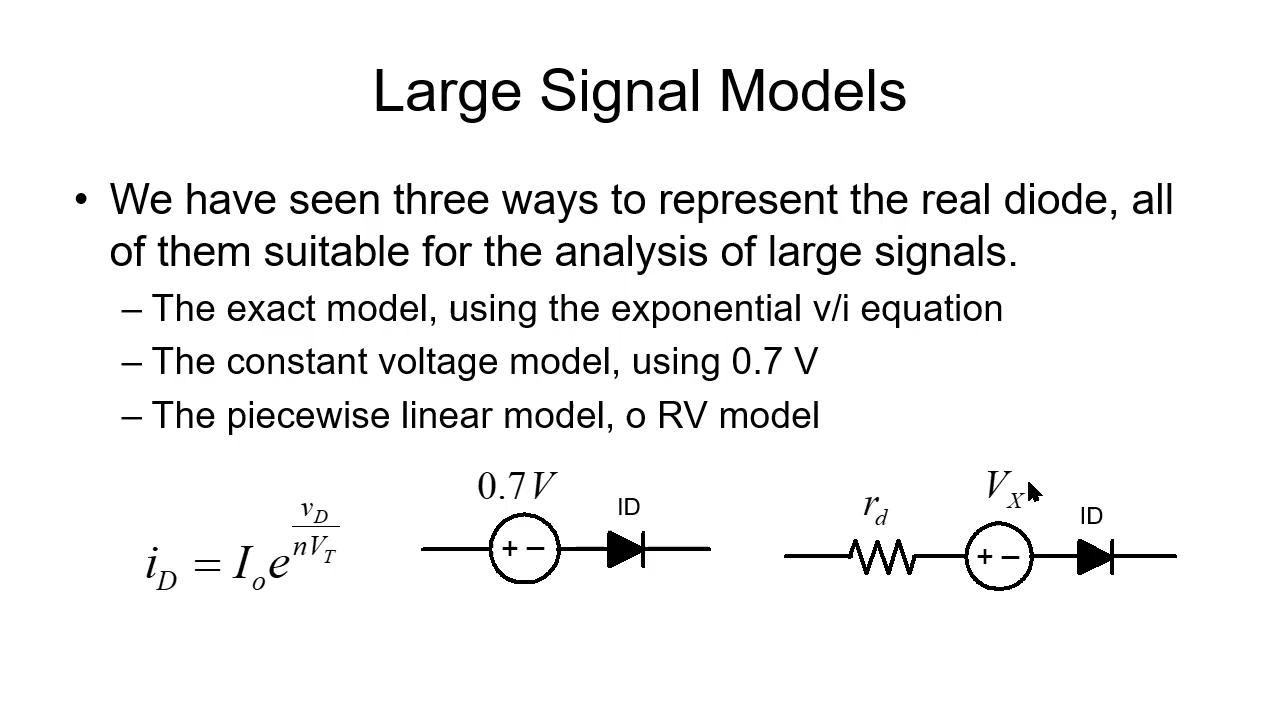 Large Signal Models
• We have seen three ways to represent the real diode, all
of them suitable for the analysis of large signals.
– The exact model, using the exponential v/i equation
– The constant voltage model, using 0.7 V
– The piecewise linear model, o RV model
i_D = I_o e^{v_D / nV_T}
0.7V
ID
+ –
r_d
V_X
ID
+ –